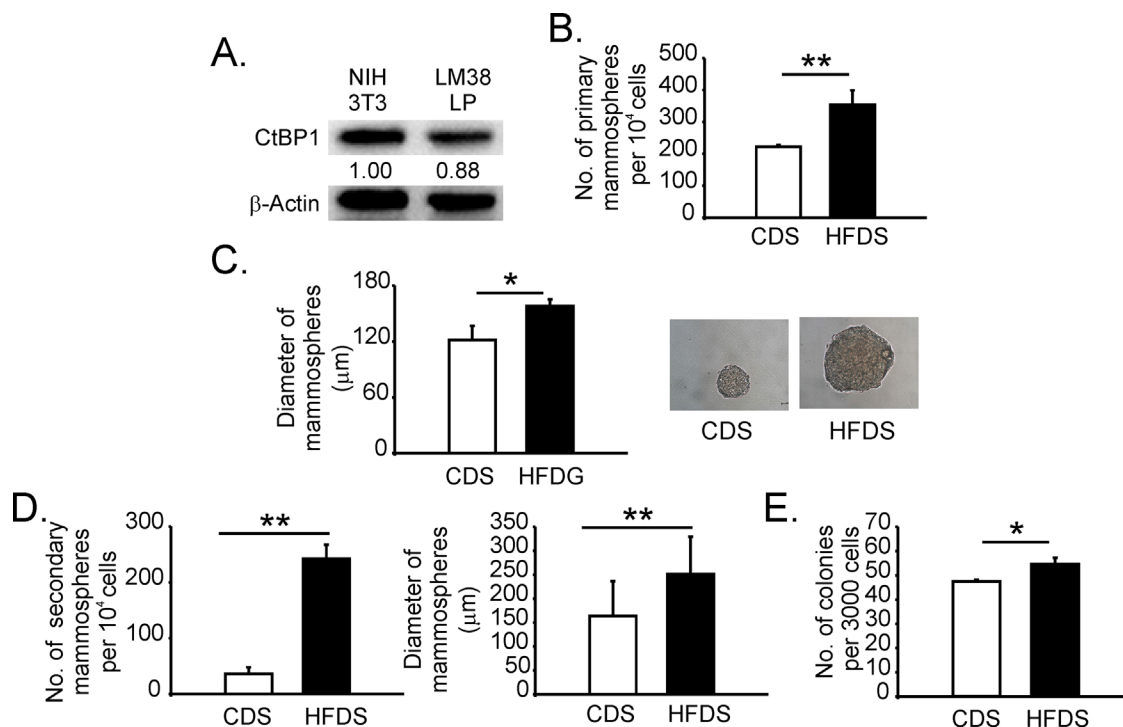 A.
NIH
3T3
LM38
LP
CtBP1
1.00 0.88
β-Actin
B.
No. of primary
mammospheres
per 10⁴ cells
500
400
300
200
100
0
**
CDS HFDS
C.
Diameter of
mammospheres
(μm)
180
120
60
0
*
CDS HFDG
CDS HFDS
D.
No. of secondary
mammospheres
per 10⁴ cells
300
200
100
0
**
CDS HFDS
Diameter of
mammospheres
(μm)
350
300
250
200
150
100
50
0
**
CDS HFDS
E.
No. of colonies
per 3000 cells
70
60
50
40
30
20
10
0
*
CDS HFDS